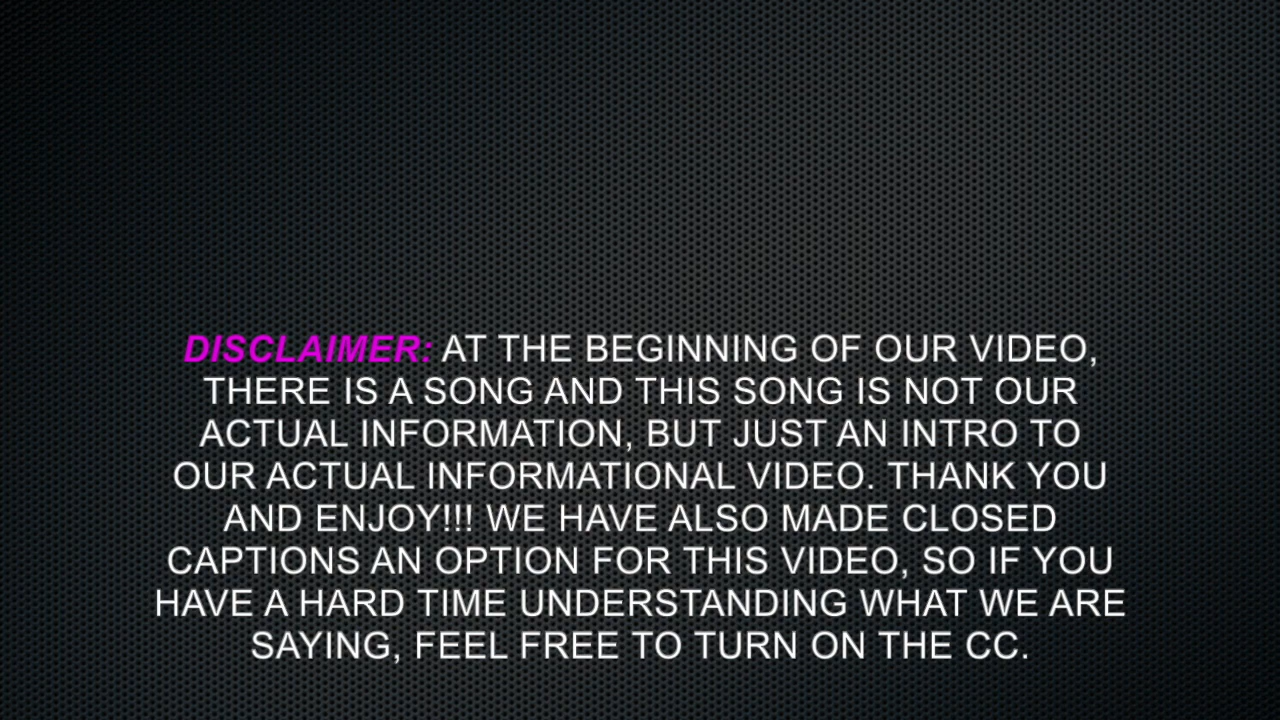 DISCLAIMER: AT THE BEGINNING OF OUR VIDEO,
THERE IS A SONG AND THIS SONG IS NOT OUR
ACTUAL INFORMATION, BUT JUST AN INTRO TO
OUR ACTUAL INFORMATIONAL VIDEO. THANK YOU
AND ENJOY!!! WE HAVE ALSO MADE CLOSED
CAPTIONS AN OPTION FOR THIS VIDEO, SO IF YOU
HAVE A HARD TIME UNDERSTANDING WHAT WE ARE
SAYING, FEEL FREE TO TURN ON THE CC.